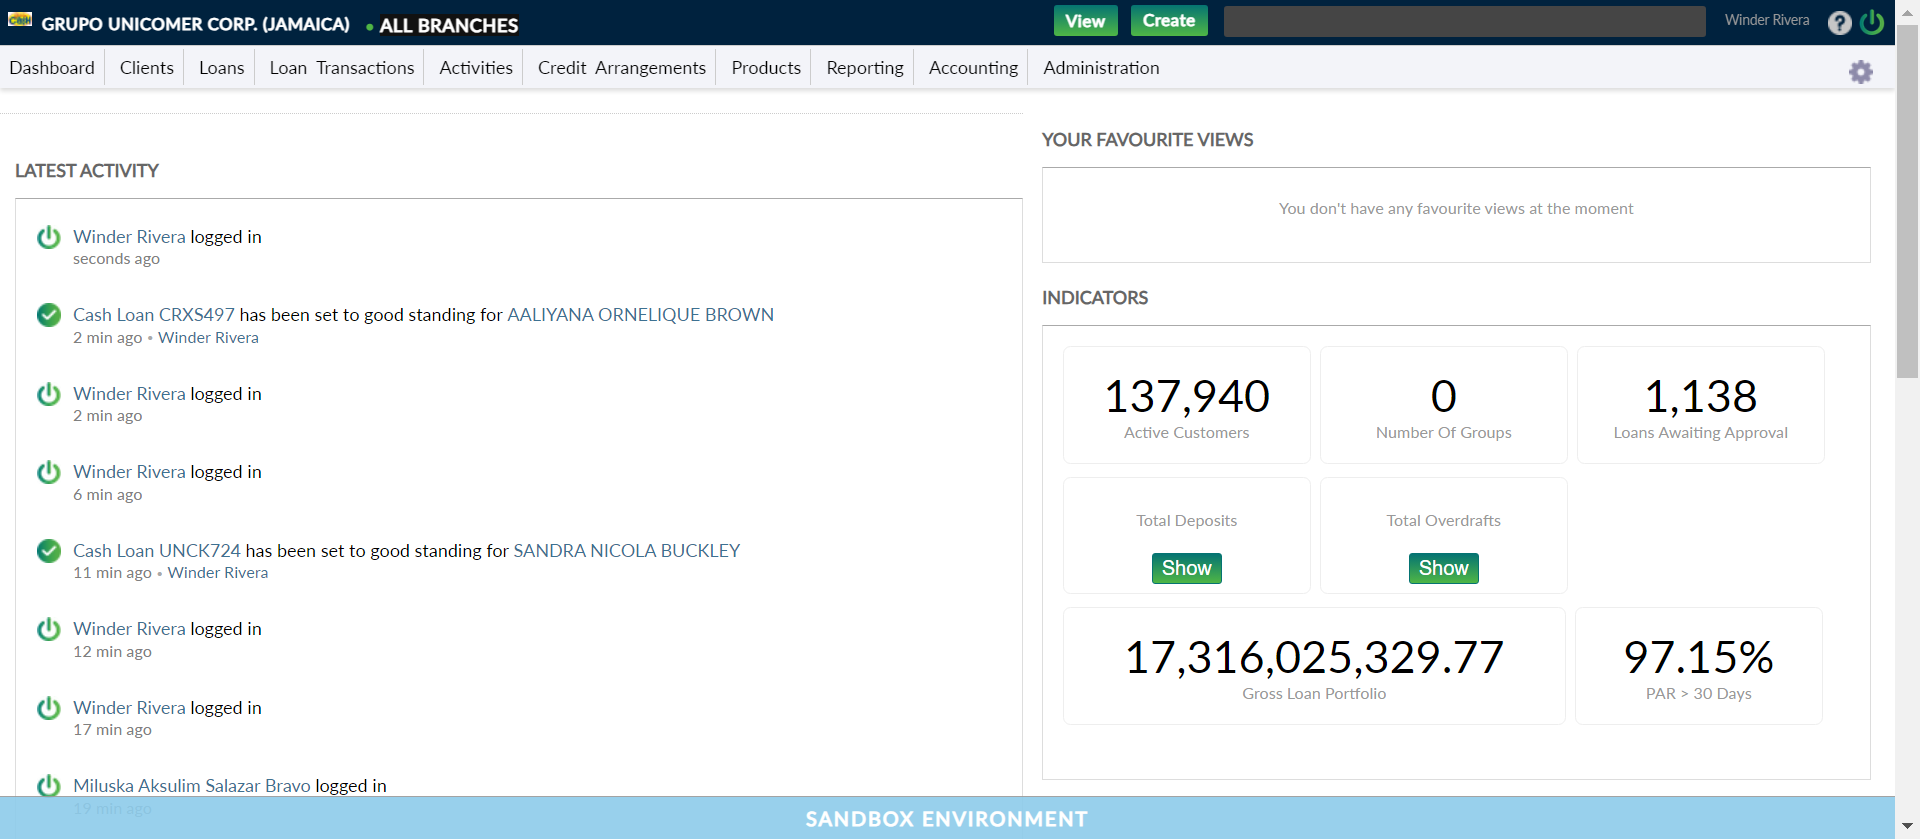 Cash GRUPO UNICOMER CORP. (JAMAICA) • ALL BRANCHES View Create Winder Rivera ?
Dashboard Clients Loans Loan Transactions Activities Credit Arrangements Products Reporting Accounting Administration
LATEST ACTIVITY
Winder Rivera logged in
seconds ago
Cash Loan CRXS497 has been set to good standing for AALIYANA ORNELIQUE BROWN
2 min ago • Winder Rivera
Winder Rivera logged in
2 min ago
Winder Rivera logged in
6 min ago
Cash Loan UNCK724 has been set to good standing for SANDRA NICOLA BUCKLEY
11 min ago • Winder Rivera
Winder Rivera logged in
12 min ago
Winder Rivera logged in
17 min ago
Miluska Aksulim Salazar Bravo logged in
19 min ago
YOUR FAVOURITE VIEWS
You don't have any favourite views at the moment
INDICATORS
137,940
Active Customers
0
Number Of Groups
1,138
Loans Awaiting Approval
Total Deposits
Show
Total Overdrafts
Show
17,316,025,329.77
Gross Loan Portfolio
97.15%
PAR > 30 Days
SANDBOX ENVIRONMENT